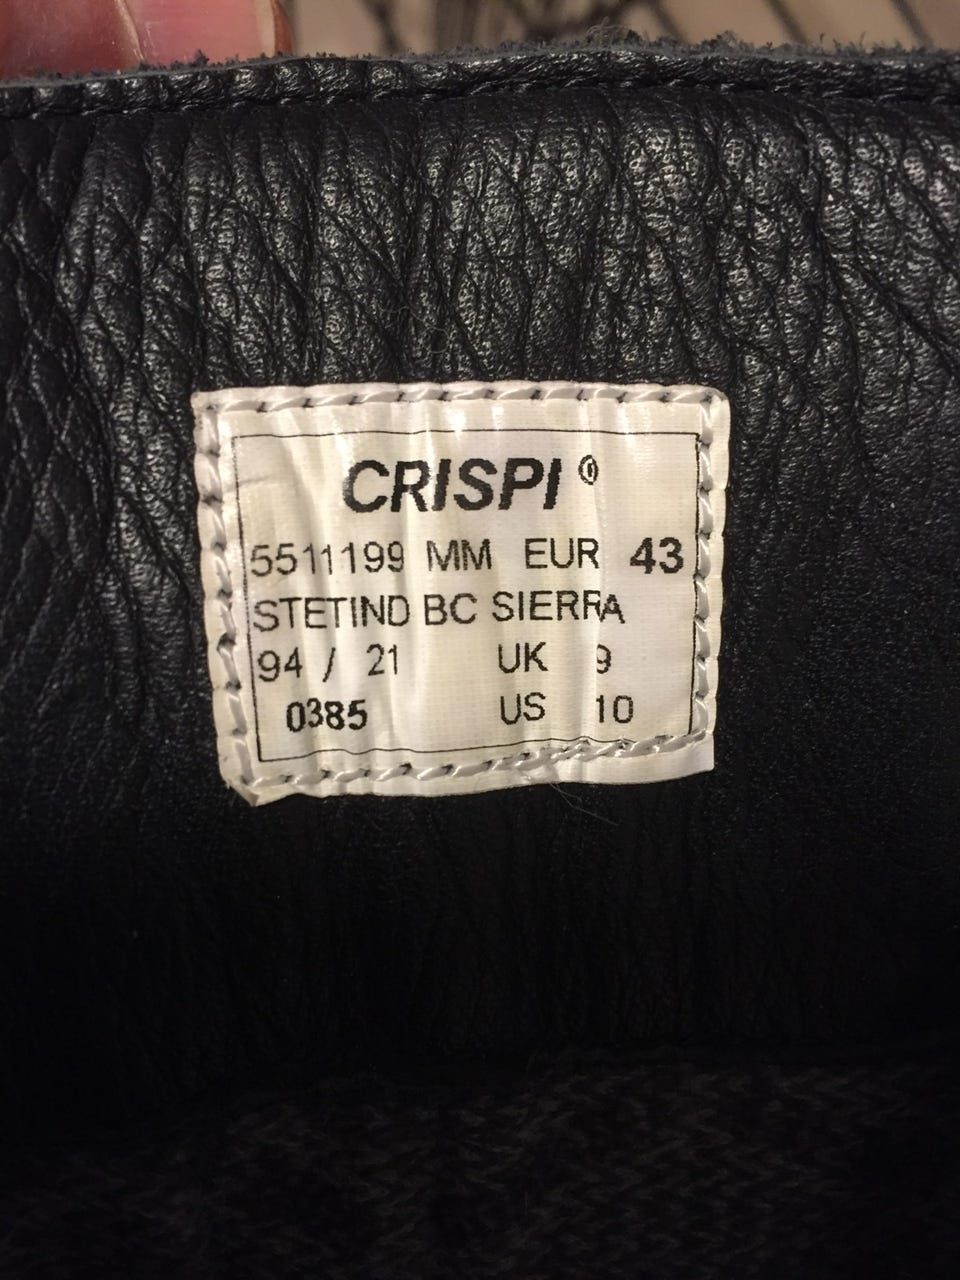 CRISPI®
5511199 MM EUR 43
STETIND BC SIERRA
94 / 21 UK 9
0385 US 10